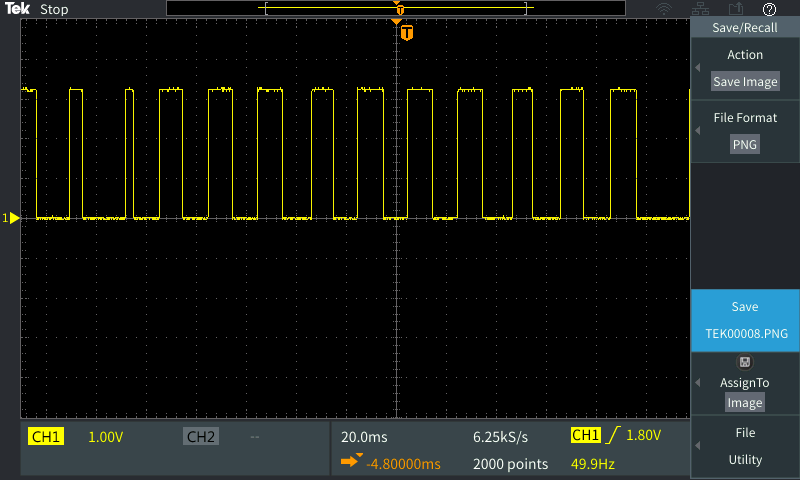 Tek Stop
T
?
T
Save/Recall
Action
Save Image
File Format
PNG
1
Save
TEK00008.PNG
AssignTo
Image
File
Utility
CH1 1.00V CH2 -- 20.0ms 6.25kS/s CH1 1.80V
-4.80000ms 2000 points 49.9Hz